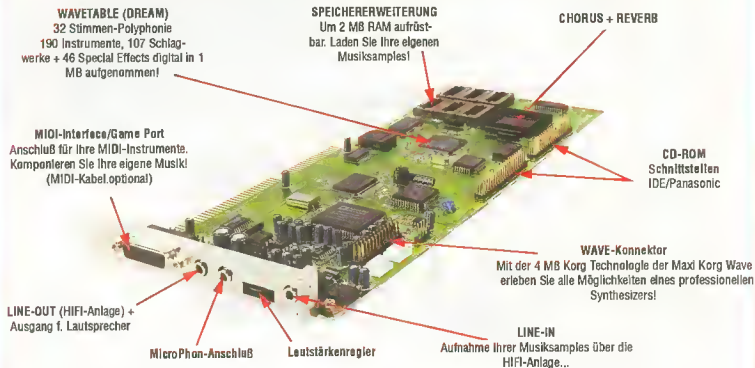 WAVETABLE (DREAM)
32 Stimmen-Polyphonie
190 Instrumente, 107 Schlag-
werke + 46 Special Effects digital in 1
MB aufgenommen!
SPEICHERERWEITERUNG
Um 2 MB RAM aufrüst-
bar. Laden Sie Ihre eigenen
Musiksamples!
CHORUS + REVERB
MIDI-Interface/Game Port
Anschluß für Ihre MIDI-Instrumente.
Komponieren Sie Ihre eigene Musik!
(MIDI-Kabel.optional)
CD-ROM
Schnittstellen
IDE/Panasonic
WAVE-Konnektor
Mit der 4 MB Korg Technologie der Maxi Korg Wave
erleben Sie alle Möglichkeiten eines professionellen
Synthesizers!
LINE-OUT (HIFI-Anlage) +
Ausgang f. Lautsprecher
MicroPhon-Anschluß
Lautstärkenregler
LINE-IN
Aufnahme Ihrer Musiksamples über die
HIFI-Anlage...